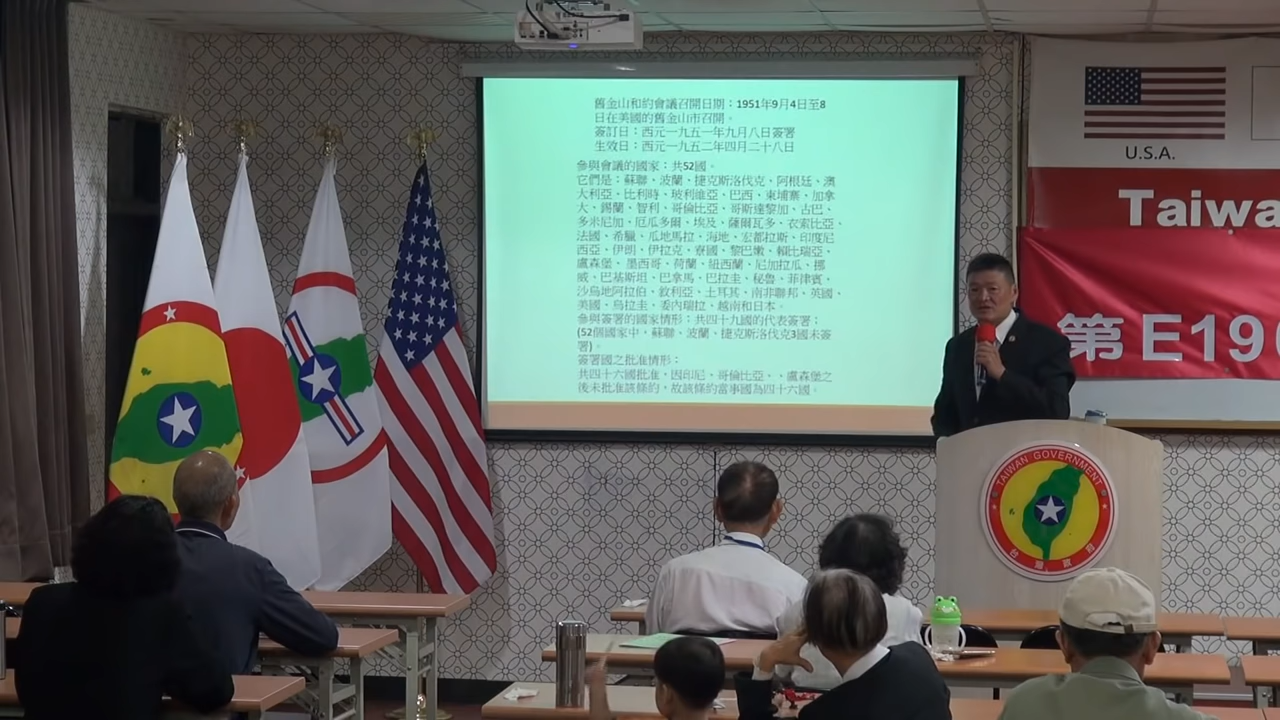 舊金山和約會議召開日期：1951年9月4日至8
日在美國的舊金山市召開。
簽訂日：西元一九五一年九月八日簽署
生效日：西元一九五二年四月二十八日
參與會議的國家：共52國。
它們是：蘇聯、波蘭、捷克斯洛伐克、阿根廷、澳
大利亞、比利時、玻利維亞、巴西、柬埔寨、加拿
大、錫蘭、智利、哥倫比亞、哥斯達黎加、古巴、
多米尼加、厄瓜多爾、埃及、薩爾瓦多、衣索比亞、
法國、希臘、瓜地馬拉、海地、宏都拉斯、印度尼
西亞、伊朗、伊拉克、寮國、黎巴嫩、賴比瑞亞、
盧森堡、墨西哥、荷蘭、紐西蘭、尼加拉瓜、挪
威、巴基斯坦、巴拿馬、巴拉圭、秘魯、菲律賓、
沙烏地阿拉伯、敘利亞、土耳其、南非聯邦、英國、
美國、烏拉圭、委內瑞拉、越南和日本。
參與簽署的國家情形：共四十九國的代表簽署；
(52個國家中，蘇聯、波蘭、捷克斯洛伐克3國未簽
署)。
簽署國之批准情形：
共四十六國批准，因印尼、哥倫比亞、、盧森堡之
後未批准該條約，故該條約當事國為四十六國。
U.S.A.
Taiwa
第E190
TAIWAN GOVERNMENT
台灣政府